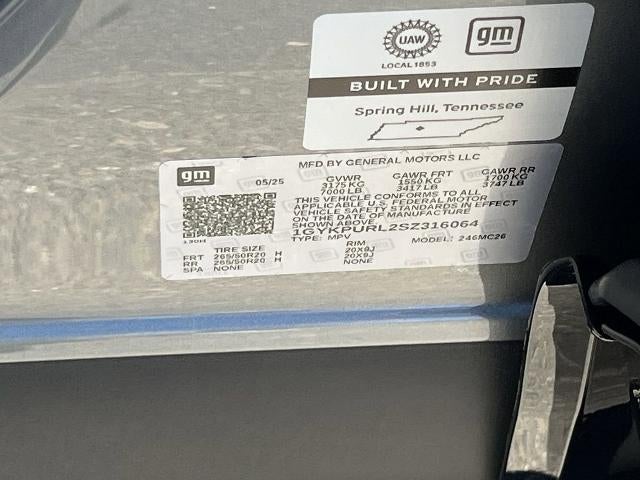 UAW
gm
LOCAL 1853
BUILT WITH PRIDE
Spring Hill, Tennessee
gm
MFD BY GENERAL MOTORS LLC
05/25 GVWR GAWR FRT GAWR RR
3175 KG 1550 KG 1700 KG
7000 LB 3417 LB 3747 LB
THIS VEHICLE CONFORMS TO ALL
APPLICABLE U.S. FEDERAL MOTOR
VEHICLE SAFETY STANDARDS IN EFFECT
ON THE DATE OF MANUFACTURE
1GYKPURL2SZ316064
130H TYPE: MPV MODEL: 246MC26
TIRE SIZE RIM
FRT 265/50R20 H 20X9J
RR 265/50R20 H 20X9J
SPA NONE NONE